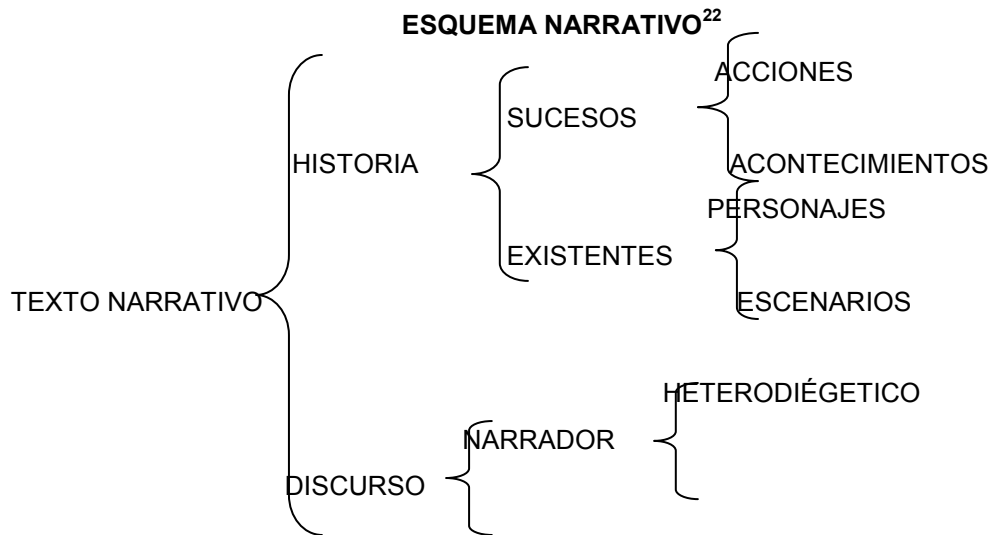 ESQUEMA NARRATIVO22
ACCIONES
SUCESOS
HISTORIA
ACONTECIMIENTOS
PERSONAJES
EXISTENTES
TEXTO NARRATIVO
ESCENARIOS
HETERODIÉGETICO
NARRADOR
DISCURSO